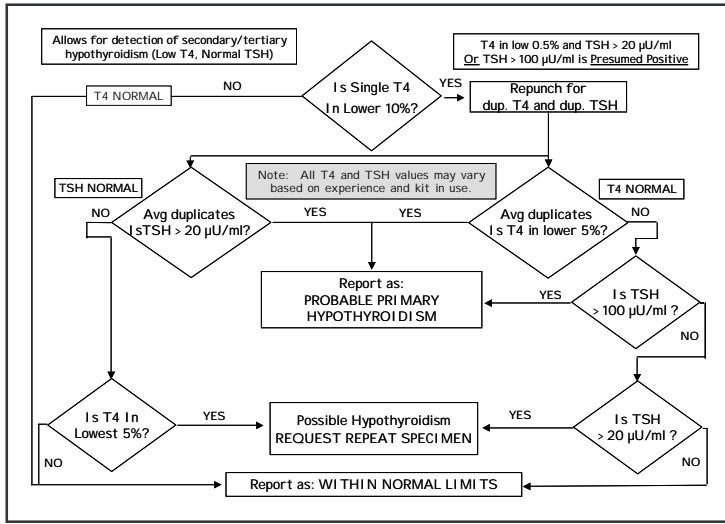 Allows for detection of secondary/tertiary
hypothyroidism (Low T4, Normal TSH)
T4 in low 0.5% and TSH > 20 µU/ml
Or TSH > 100 µU/ml is Presumed Positive
Is Single T4
In Lower 10%?
NO
YES
T4 NORMAL
Repunch for
dup. T4 and dup. TSH
Note: All T4 and TSH values may vary
based on experience and kit in use.
TSH NORMAL
T4 NORMAL
NO
Avg duplicates
IsTSH > 20 µU/ml?
YES
YES
Avg duplicates
Is T4 in lower 5%?
NO
Report as:
PROBABLE PRIMARY
HYPOTHYROIDISM
YES
Is TSH
> 100 µU/ml ?
NO
Is T4 In
Lowest 5%?
YES
Possible Hypothyroidism
REQUEST REPEAT SPECIMEN
YES
Is TSH
> 20 µU/ml ?
NO
NO
Report as: WITHIN NORMAL LIMITS